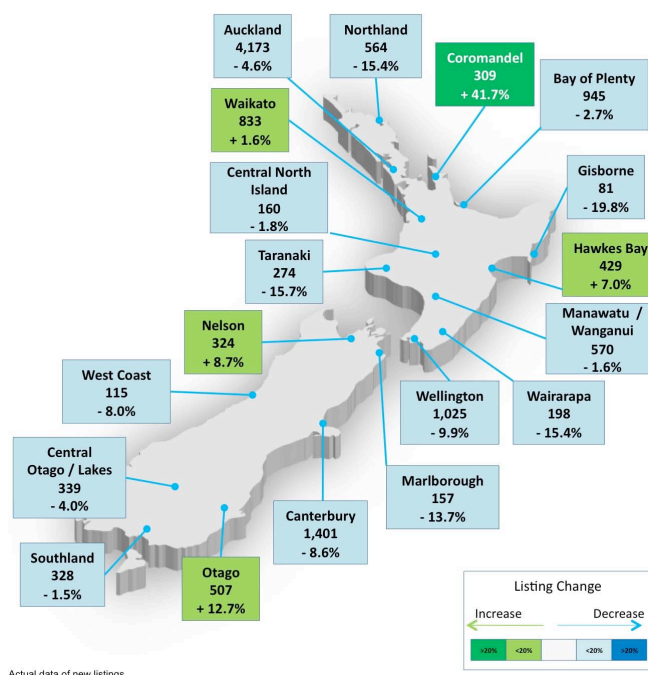 Auckland
4,173
- 4.6%
Northland
564
- 15.4%
Coromandel
309
+ 41.7%
Bay of Plenty
945
- 2.7%
Waikato
833
+ 1.6%
Central North
Island
160
- 1.8%
Gisborne
81
- 19.8%
Taranaki
274
- 15.7%
Hawkes Bay
429
+ 7.0%
Nelson
324
+ 8.7%
Manawatu /
Wanganui
570
- 1.6%
West Coast
115
- 8.0%
Wellington
1,025
- 9.9%
Wairarapa
198
- 15.4%
Central
Otago / Lakes
339
- 4.0%
Marlborough
157
- 13.7%
Canterbury
1,401
- 8.6%
Southland
328
- 1.5%
Otago
507
+ 12.7%
Listing Change
Increase Decrease
>20% <20% <20% >20%
Actual data of new listings